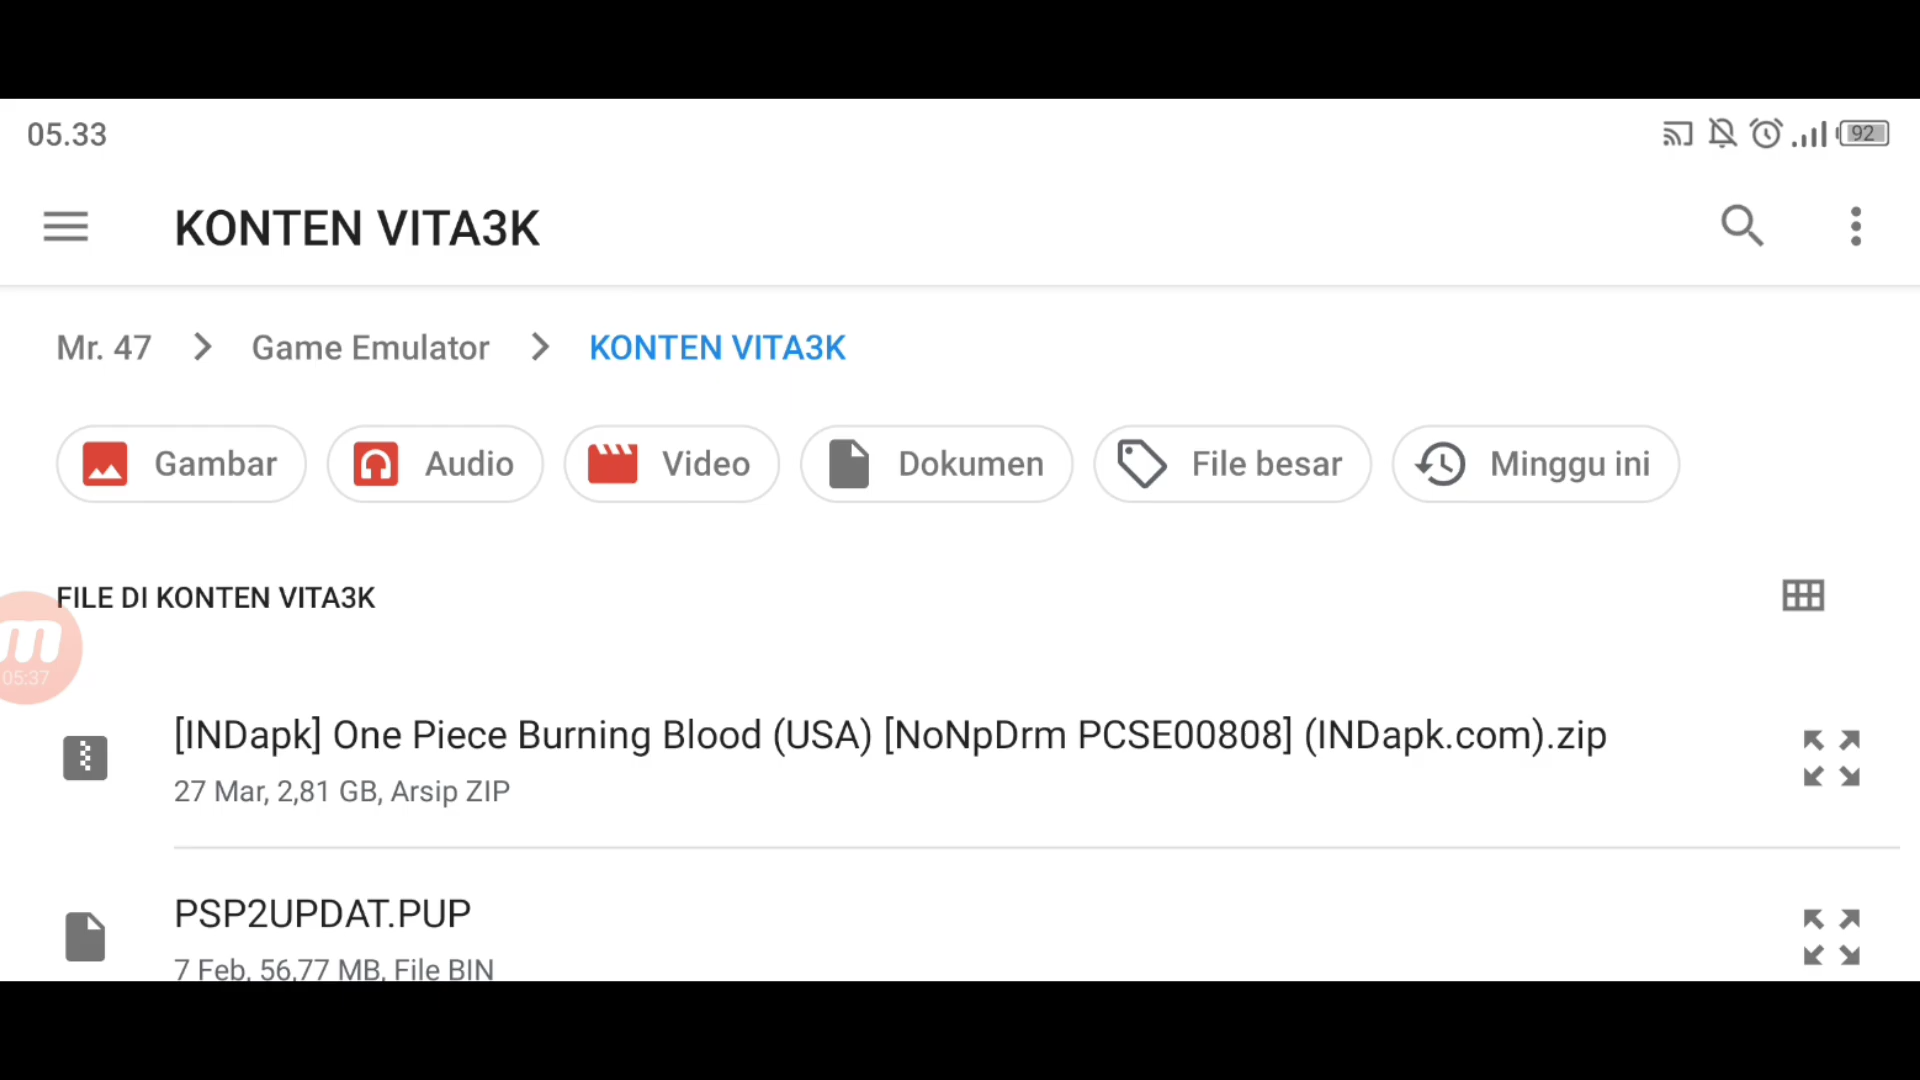 05.33
92
KONTEN VITA3K
Mr. 47 > Game Emulator > KONTEN VITA3K
Gambar Audio Video Dokumen File besar Minggu ini
FILE DI KONTEN VITA3K
05:37
[INDapk] One Piece Burning Blood (USA) [NoNpDrm PCSE00808] (INDapk.com).zip
27 Mar, 2,81 GB, Arsip ZIP
PSP2UPDAT.PUP
7 Feb, 56,77 MB, File BIN